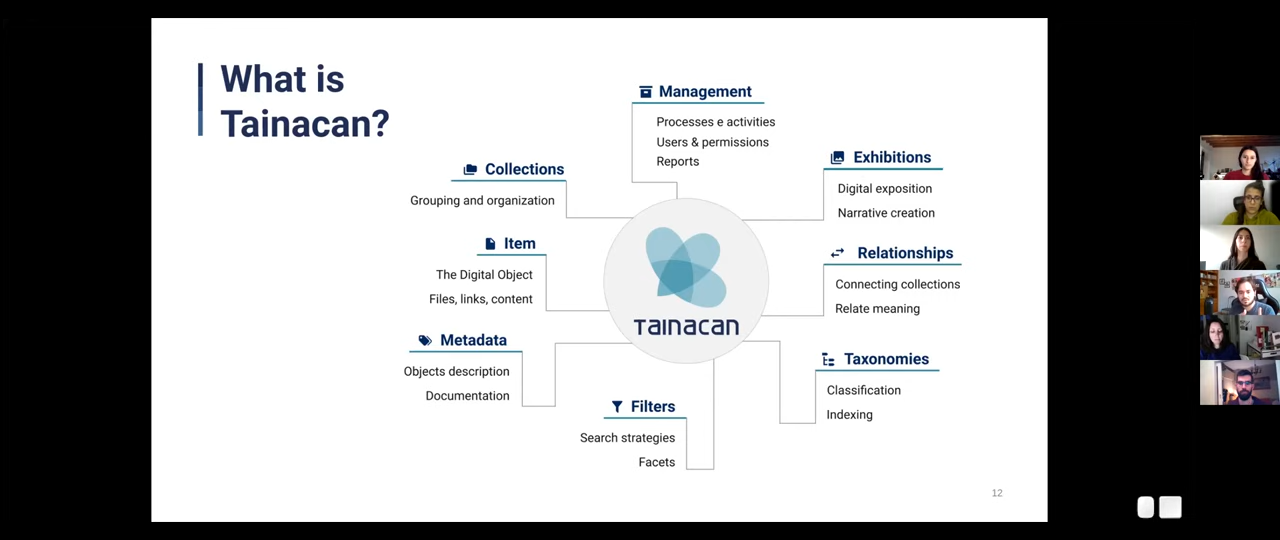 What is
Tainacan?
Management
Processes e activities
Users & permissions
Reports
Collections
Grouping and organization
Item
The Digital Object
Files, links, content
Metadata
Objects description
Documentation
Filters
Search strategies
Facets
Exhibitions
Digital exposition
Narrative creation
Relationships
Connecting collections
Relate meaning
Taxonomies
Classification
Indexing
TAINACAN
12